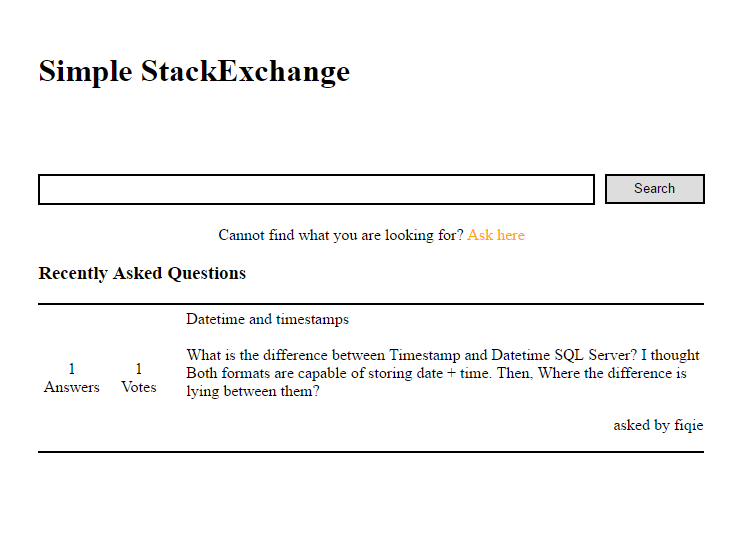 Simple StackExchange
Search
Cannot find what you are looking for? Ask here
Recently Asked Questions
Datetime and timestamps
1 Answers
1 Votes
What is the difference between Timestamp and Datetime SQL Server? I thought
Both formats are capable of storing date + time. Then, Where the difference is
lying between them?
asked by fiqie